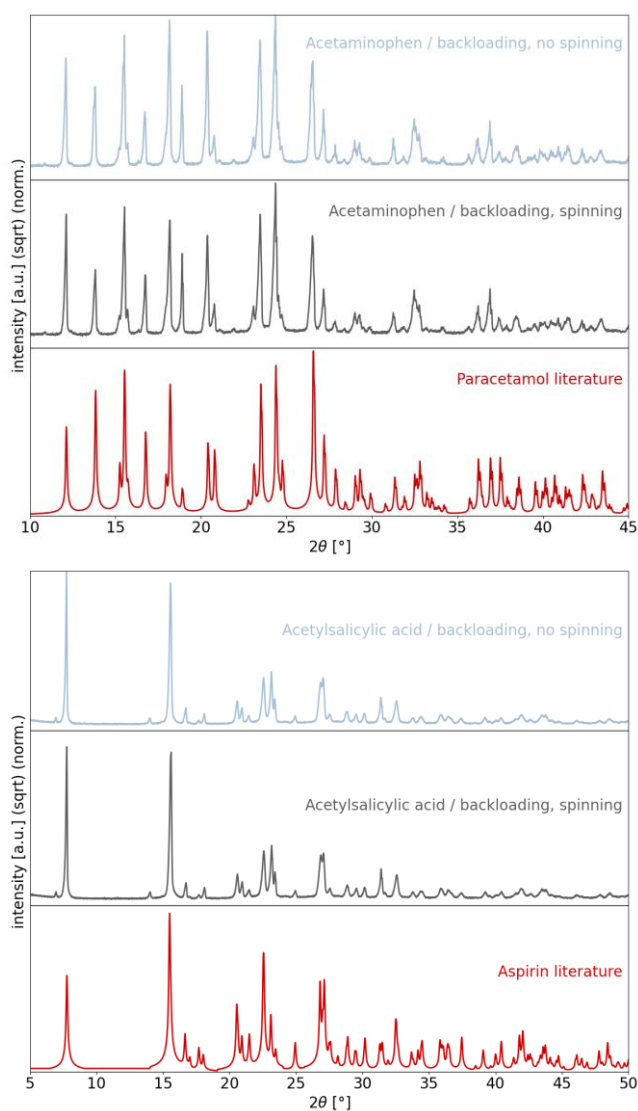 Acetaminophen / backloading, no spinning
Acetaminophen / backloading, spinning
intensity [a.u.] (sqrt) (norm.)
Paracetamol literature
10 15 20 25 30 35 40 45
2θ [°]
Acetylsalicylic acid / backloading, no spinning
Acetylsalicylic acid / backloading, spinning
intensity [a.u.] (sqrt) (norm.)
Aspirin literature
5 10 15 20 25 30 35 40 45 50
2θ [°]